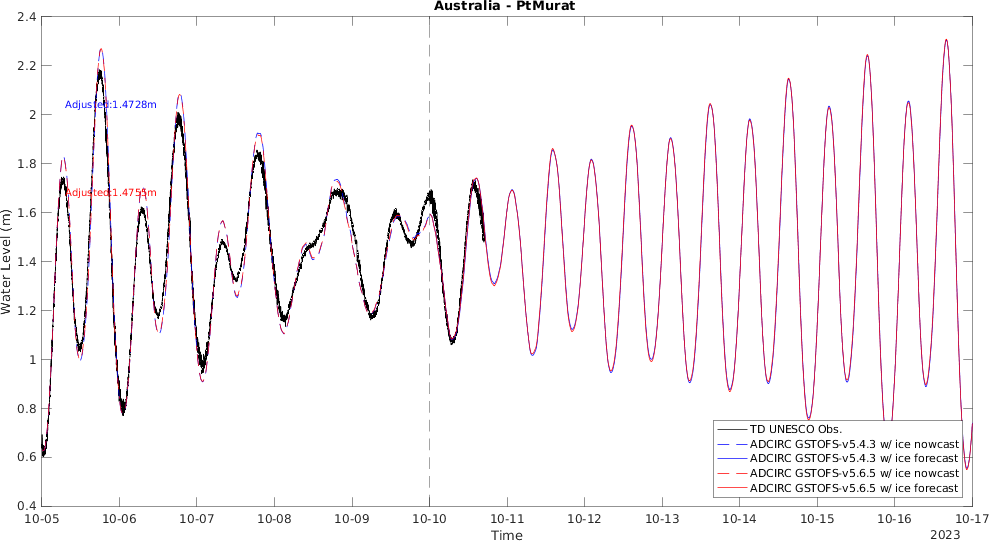 Australia - PtMurat
2.4
2.2
2
1.8
1.6
1.4
1.2
1
0.8
0.6
0.4
Water Level (m)
Adjusted:1.4728m
Adjusted:1.4755m
TD UNESCO Obs.
ADCIRC GSTOFS-v5.4.3 w/ ice nowcast
ADCIRC GSTOFS-v5.4.3 w/ ice forecast
ADCIRC GSTOFS-v5.6.5 w/ ice nowcast
ADCIRC GSTOFS-v5.6.5 w/ ice forecast
10-05 10-06 10-07 10-08 10-09 10-10 10-11 10-12 10-13 10-14 10-15 10-16 10-17
Time
2023